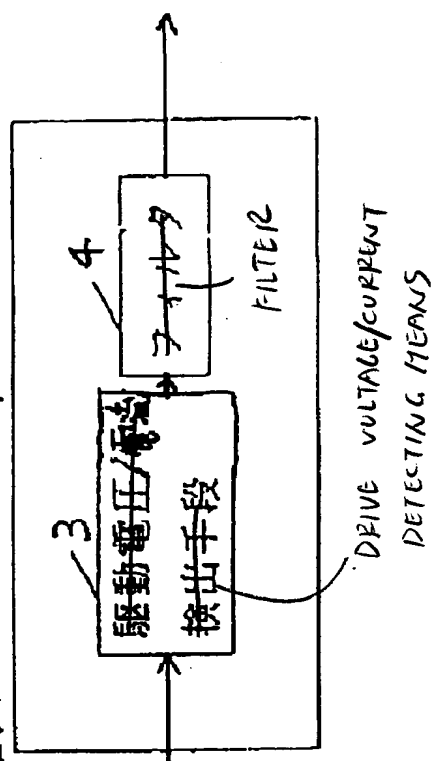 3
駆動電圧/電流
検出手段
4
フィルタ
FILTER
DRIVE VOLTAGE/CURRENT
DETECTING MEANS